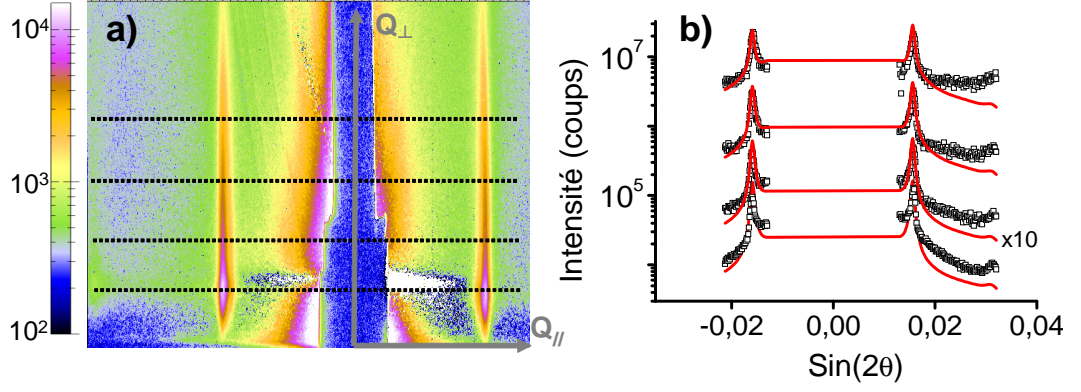 10⁴
10³
10²
a)
Q⊥
Q//
b)
Intensité (coups)
10⁷
10⁵
x10
-0,02
0,00
0,02
0,04
Sin(2θ)